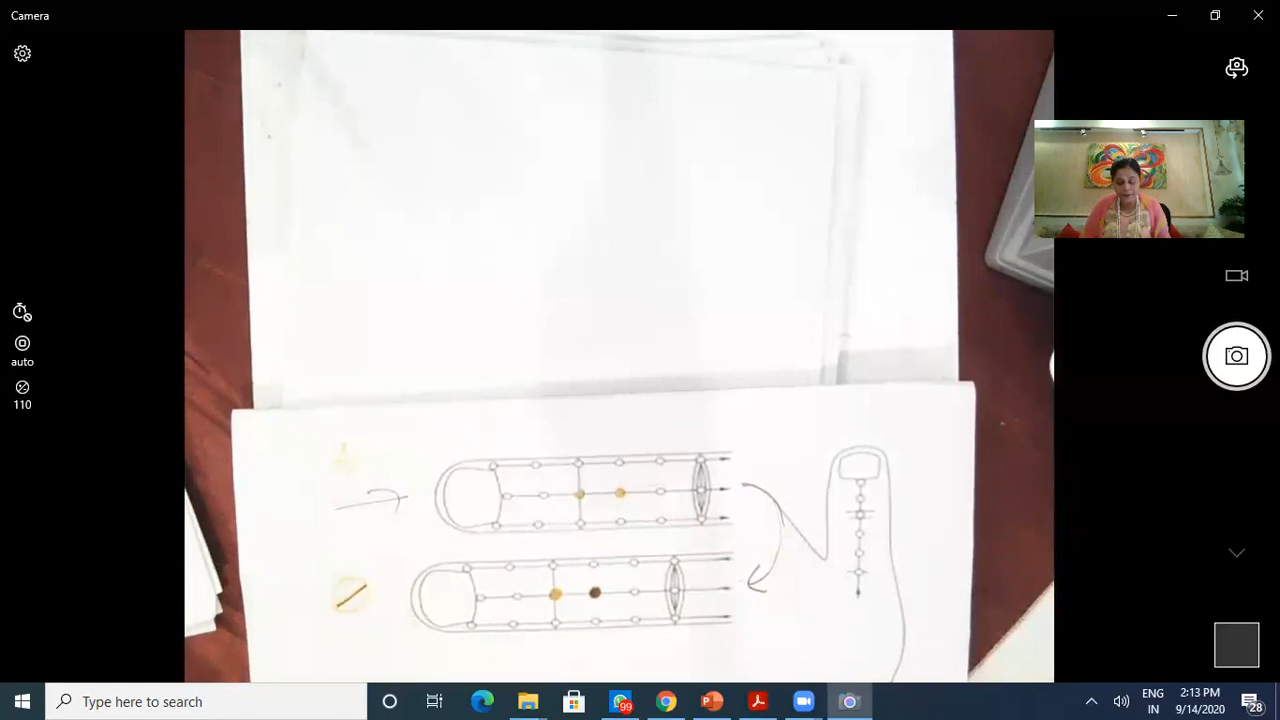 Camera
auto
110
99
Type here to search
ENG
IN
2:13 PM
9/14/2020
28